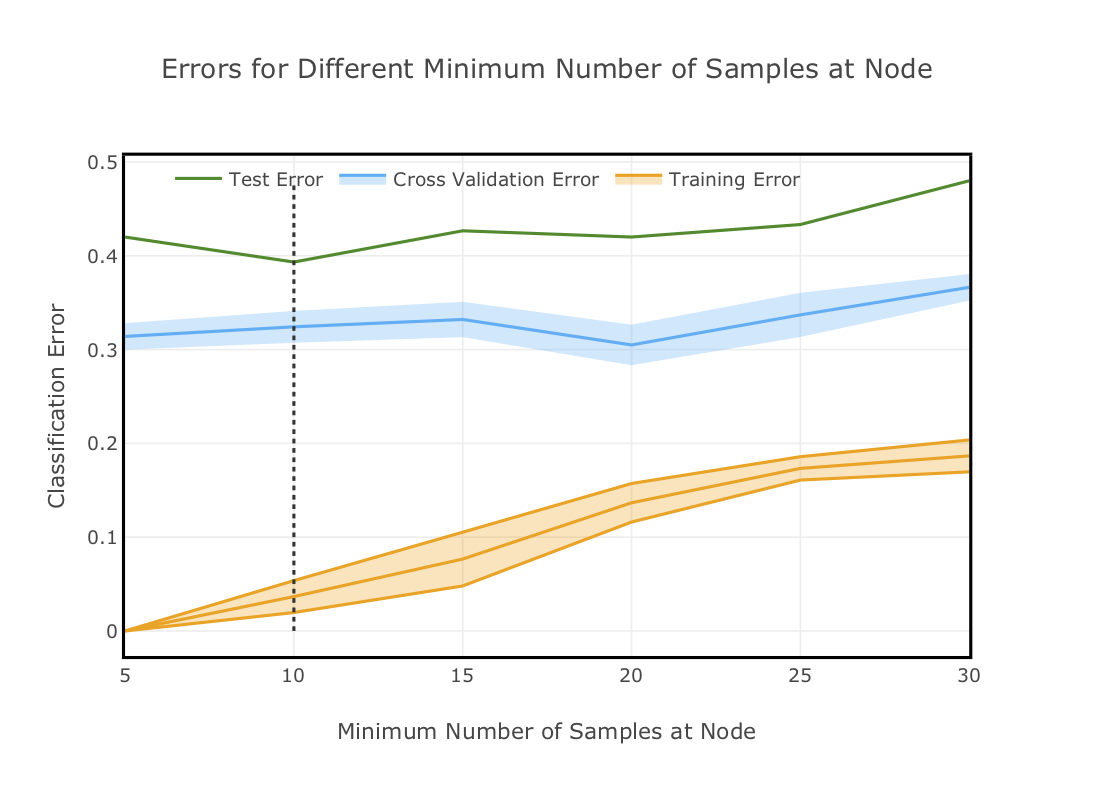 Errors for Different Minimum Number of Samples at Node
Test Error Cross Validation Error Training Error
0.5
0.4
0.3
0.2
0.1
0
Classification Error
5 10 15 20 25 30
Minimum Number of Samples at Node